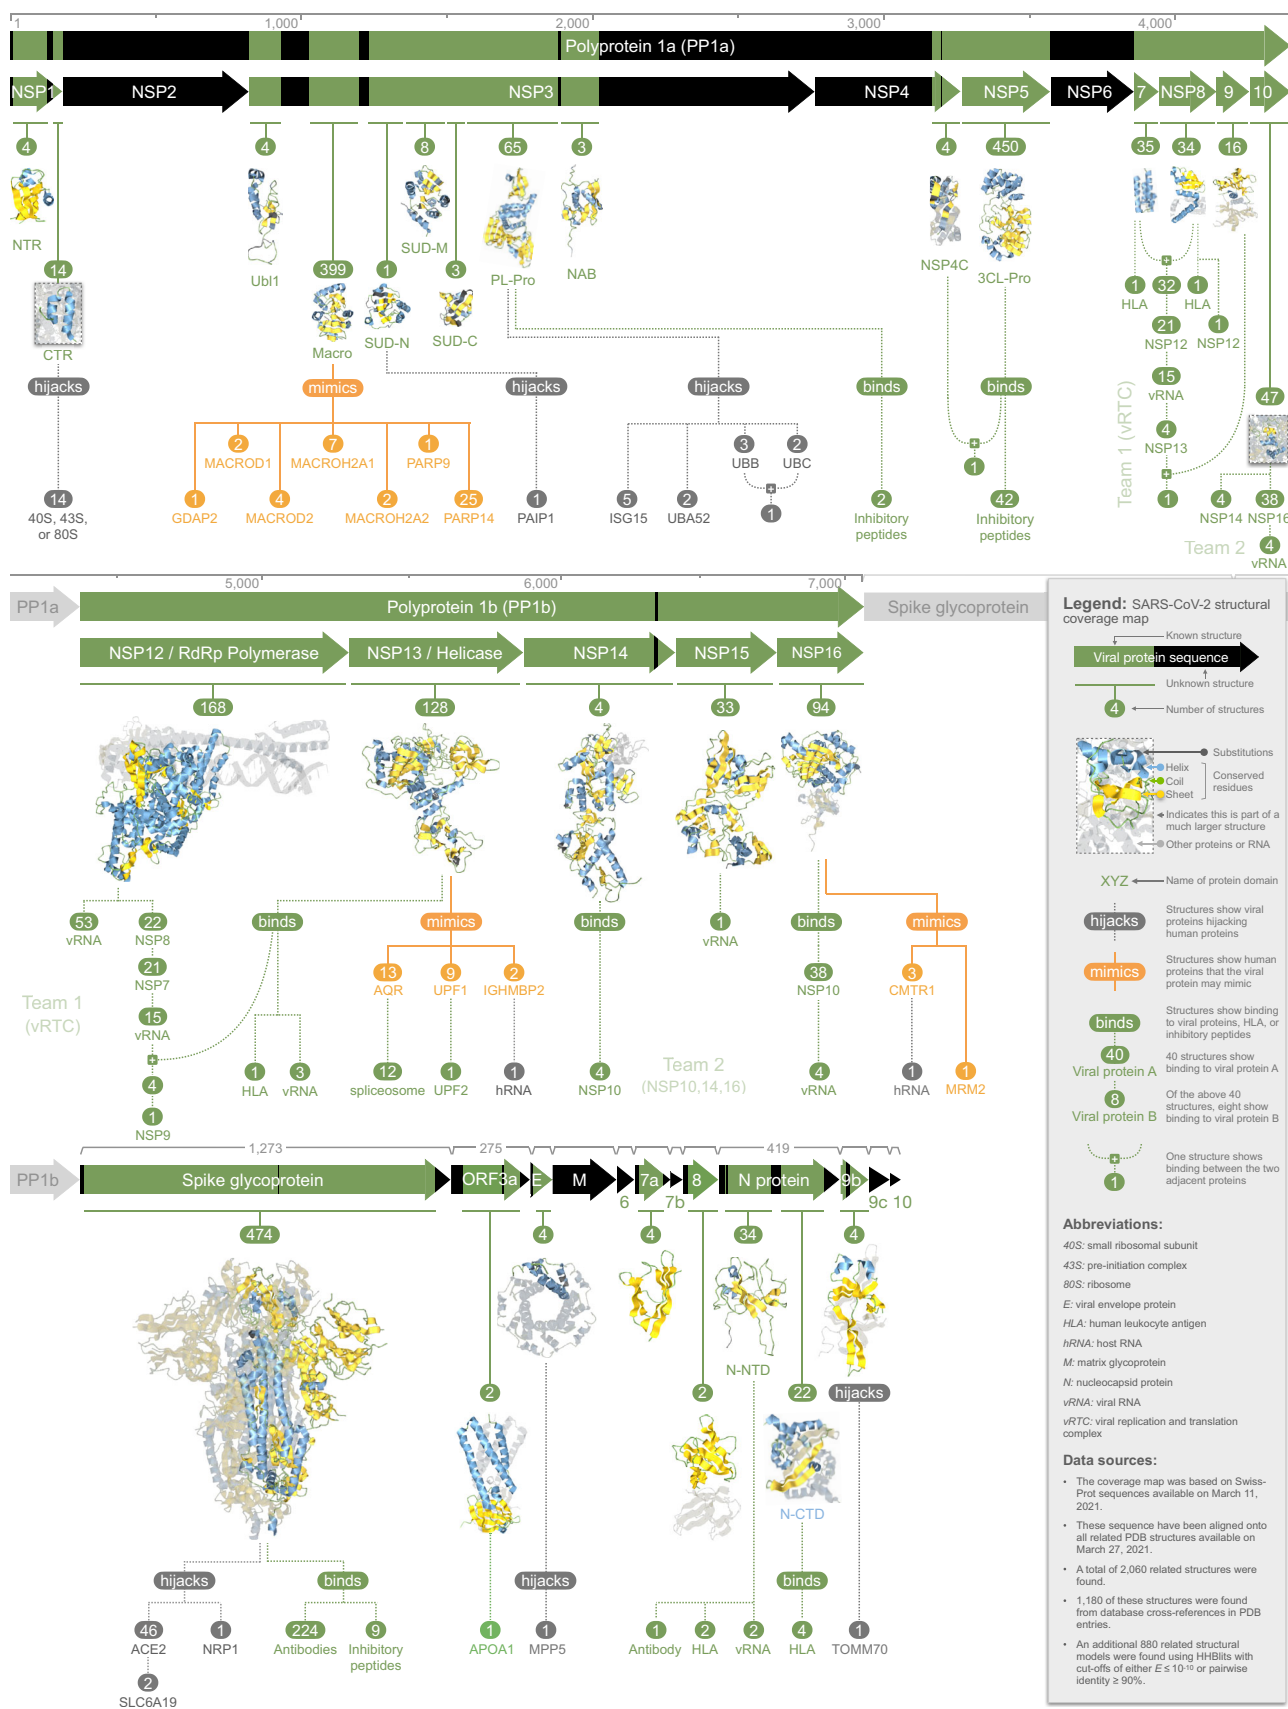 1
1,000
2,000
3,000
4,000
Polyprotein 1a (PP1a)
NSP1
NSP2
NSP3
NSP4
NSP5
NSP6
7
NSP8
9
10
4
14
4
399
1
8
3
65
3
4
450
35
34
16
NTR
CTR
Ubl1
Macro
SUD-N
SUD-M
SUD-C
PL-Pro
NAB
NSP4C
3CL-Pro
1
HLA
32
1
HLA
21
NSP12
1
NSP12
15
vRNA
4
NSP13
1
Team 1 (vRTC)
47
4
NSP14
38
NSP16
4
vRNA
Team 2
hijacks
mimics
hijacks
hijacks
binds
binds
14
40S, 43S,
or 80S
2
MACROD1
7
MACROH2A1
1
PARP9
1
GDAP2
4
MACROD2
2
MACROH2A2
25
PARP14
1
PAIP1
5
ISG15
2
UBA52
3
UBB
2
UBC
1
2
Inhibitory
peptides
1
42
Inhibitory
peptides
5,000
6,000
7,000
PP1a
Polyprotein 1b (PP1b)
Spike glycoprotein
NSP12 / RdRp Polymerase
NSP13 / Helicase
NSP14
NSP15
NSP16
168
128
4
33
94
53
vRNA
22
NSP8
21
NSP7
15
vRNA
4
1
NSP9
Team 1
(vRTC)
binds
1
HLA
3
vRNA
mimics
13
AQR
9
UPF1
2
IGHMBP2
12
spliceosome
1
UPF2
1
hRNA
binds
4
NSP10
Team 2
(NSP10,14,16)
1
vRNA
binds
38
NSP10
4
vRNA
mimics
3
CMTR1
1
hRNA
1
MRM2
1,273
275
419
PP1b
Spike glycoprotein
ORF3a
E
M
6
7a
7b
8
N protein
9b
9c
10
474
2
4
4
2
34
22
4
N-NTD
N-CTD
hijacks
46
ACE2
2
SLC6A19
1
NRP1
binds
224
Antibodies
9
Inhibitory
peptides
1
APOA1
hijacks
1
MPP5
1
Antibody
2
HLA
2
vRNA
binds
4
HLA
hijacks
1
TOMM70
Legend: SARS-CoV-2 structural
coverage map
Known structure
Viral protein sequence
Unknown structure
4
Number of structures
Substitutions
Helix
Coil
Sheet
Conserved
residues
Indicates this is part of a
much larger structure
Other proteins or RNA
XYZ
Name of protein domain
hijacks
Structures show viral
proteins hijacking
human proteins
mimics
Structures show human
proteins that the viral
protein may mimic
binds
Structures show binding
to viral proteins, HLA, or
inhibitory peptides
40
Viral protein A
40 structures show
binding to viral protein A
8
Viral protein B
Of the above 40
structures, eight show
binding to viral protein B
1
One structure shows
binding between the two
adjacent proteins
Abbreviations:
40S: small ribosomal subunit
43S: pre-initiation complex
80S: ribosome
E: viral envelope protein
HLA: human leukocyte antigen
hRNA: host RNA
M: matrix glycoprotein
N: nucleocapsid protein
vRNA: viral RNA
vRTC: viral replication and translation
complex
Data sources:
• The coverage map was based on Swiss-
Prot sequences available on March 11,
2021.
• These sequence have been aligned onto
all related PDB structures available on
March 27, 2021.
• A total of 2,060 related structures were
found.
• 1,180 of these structures were found
from database cross-references in PDB
entries.
• An additional 880 related structural
models were found using HHBlits with
cut-offs of either E ≤ 10-10 or pairwise
identity ≥ 90%.